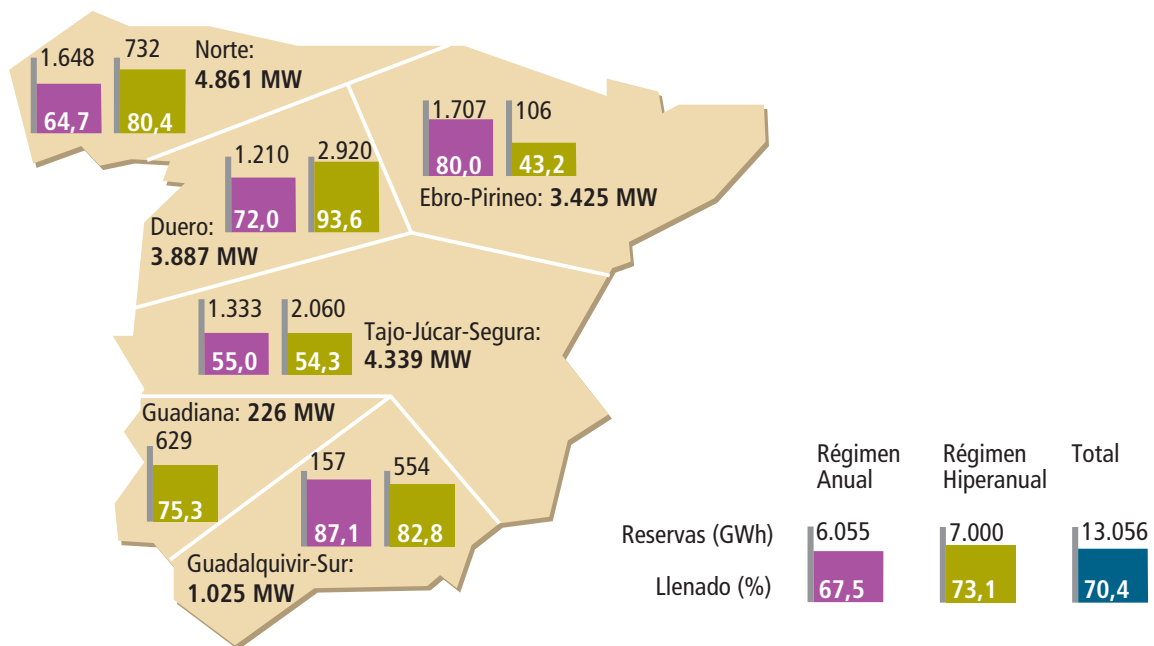 1.648
732
Norte:
4.861 MW
64,7
80,4
1.707
106
80,0
43,2
Ebro-Pirineo: 3.425 MW
1.210
2.920
72,0
93,6
Duero:
3.887 MW
1.333
2.060
55,0
54,3
Tajo-Júcar-Segura:
4.339 MW
Guadiana: 226 MW
629
75,3
157
554
87,1
82,8
Guadalquivir-Sur:
1.025 MW
Régimen
Anual
Régimen
Hiperanual
Total
Reservas (GWh)
6.055
7.000
13.056
Llenado (%)
67,5
73,1
70,4